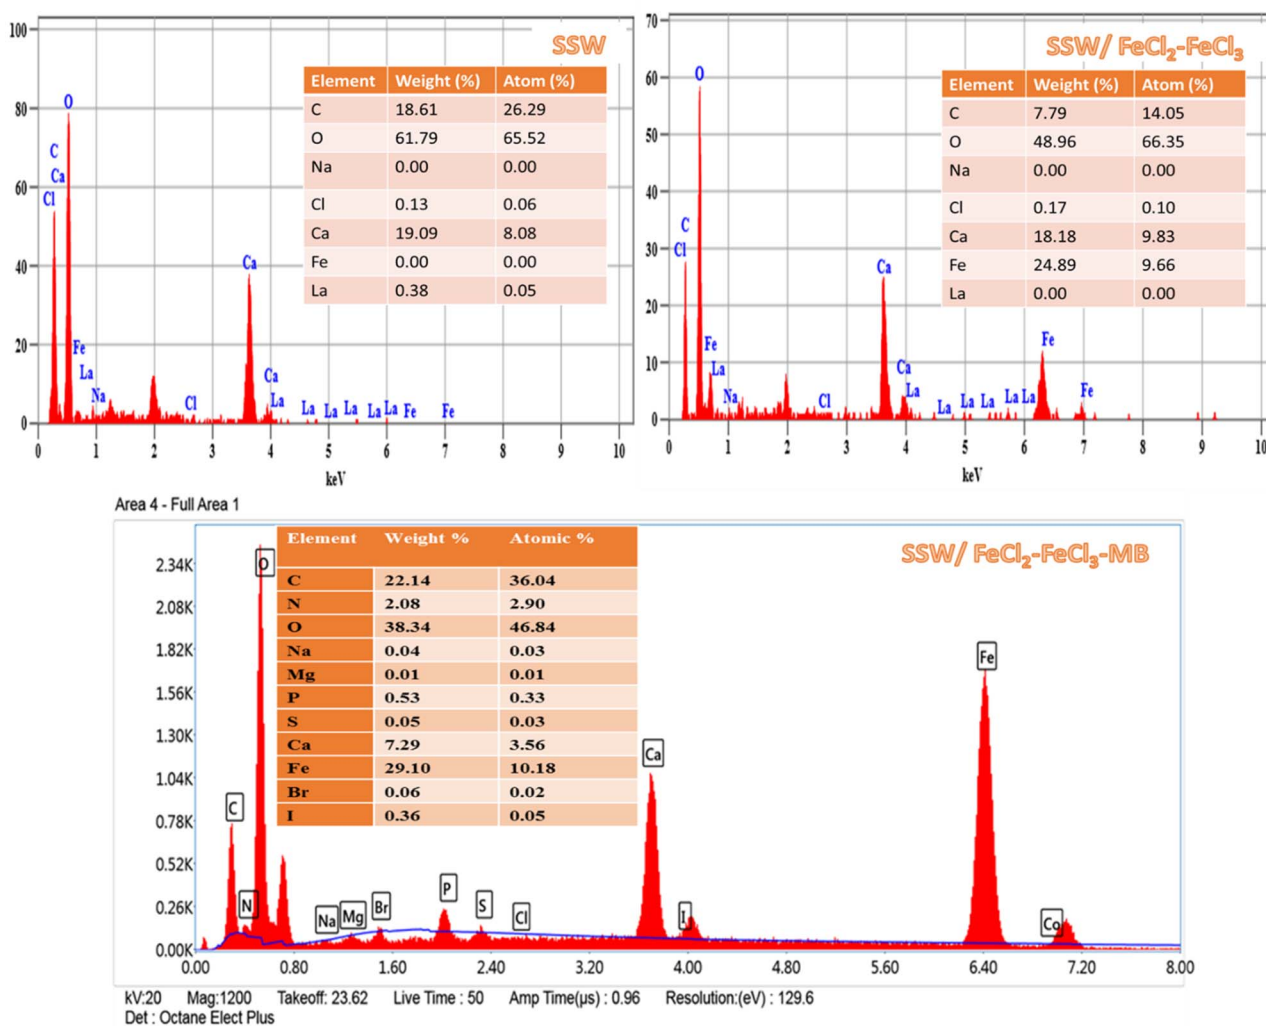 SSW
Element Weight (%) Atom (%)
C 18.61 26.29
O 61.79 65.52
Na 0.00 0.00
Cl 0.13 0.06
Ca 19.09 8.08
Fe 0.00 0.00
La 0.38 0.05
100
80
60
40
20
0
O
C
Ca
Cl
Fe
La
Na
Cl
Ca
Ca
La
La
La
La
La
La
Fe
Fe
0 1 2 3 4 5 6 7 8 9 10
keV
SSW/ FeCl₂-FeCl₃
Element Weight (%) Atom (%)
C 7.79 14.05
O 48.96 66.35
Na 0.00 0.00
Cl 0.17 0.10
Ca 18.18 9.83
Fe 24.89 9.66
La 0.00 0.00
70
60
50
40
30
20
10
0
O
C
Cl
Fe
La
Na
Cl
Ca
Ca
La
La
La
La
La
La
Fe
Fe
0 1 2 3 4 5 6 7 8 9 10
keV
Area 4 - Full Area 1
SSW/ FeCl₂-FeCl₃-MB
Element Weight % Atomic %
C 22.14 36.04
N 2.08 2.90
O 38.34 46.84
Na 0.04 0.03
Mg 0.01 0.01
P 0.53 0.33
S 0.05 0.03
Ca 7.29 3.56
Fe 29.10 10.18
Br 0.06 0.02
I 0.36 0.05
2.34K
2.08K
1.82K
1.56K
1.30K
1.04K
0.78K
0.52K
0.26K
0.00K
C
N
O
Na
Mg
Br
P
S
Cl
Ca
I
Fe
Co
0.00 0.80 1.60 2.40 3.20 4.00 4.80 5.60 6.40 7.20 8.00
kV:20 Mag:1200 Takeoff: 23.62 Live Time : 50 Amp Time(µs) : 0.96 Resolution:(eV) : 129.6
Det : Octane Elect Plus